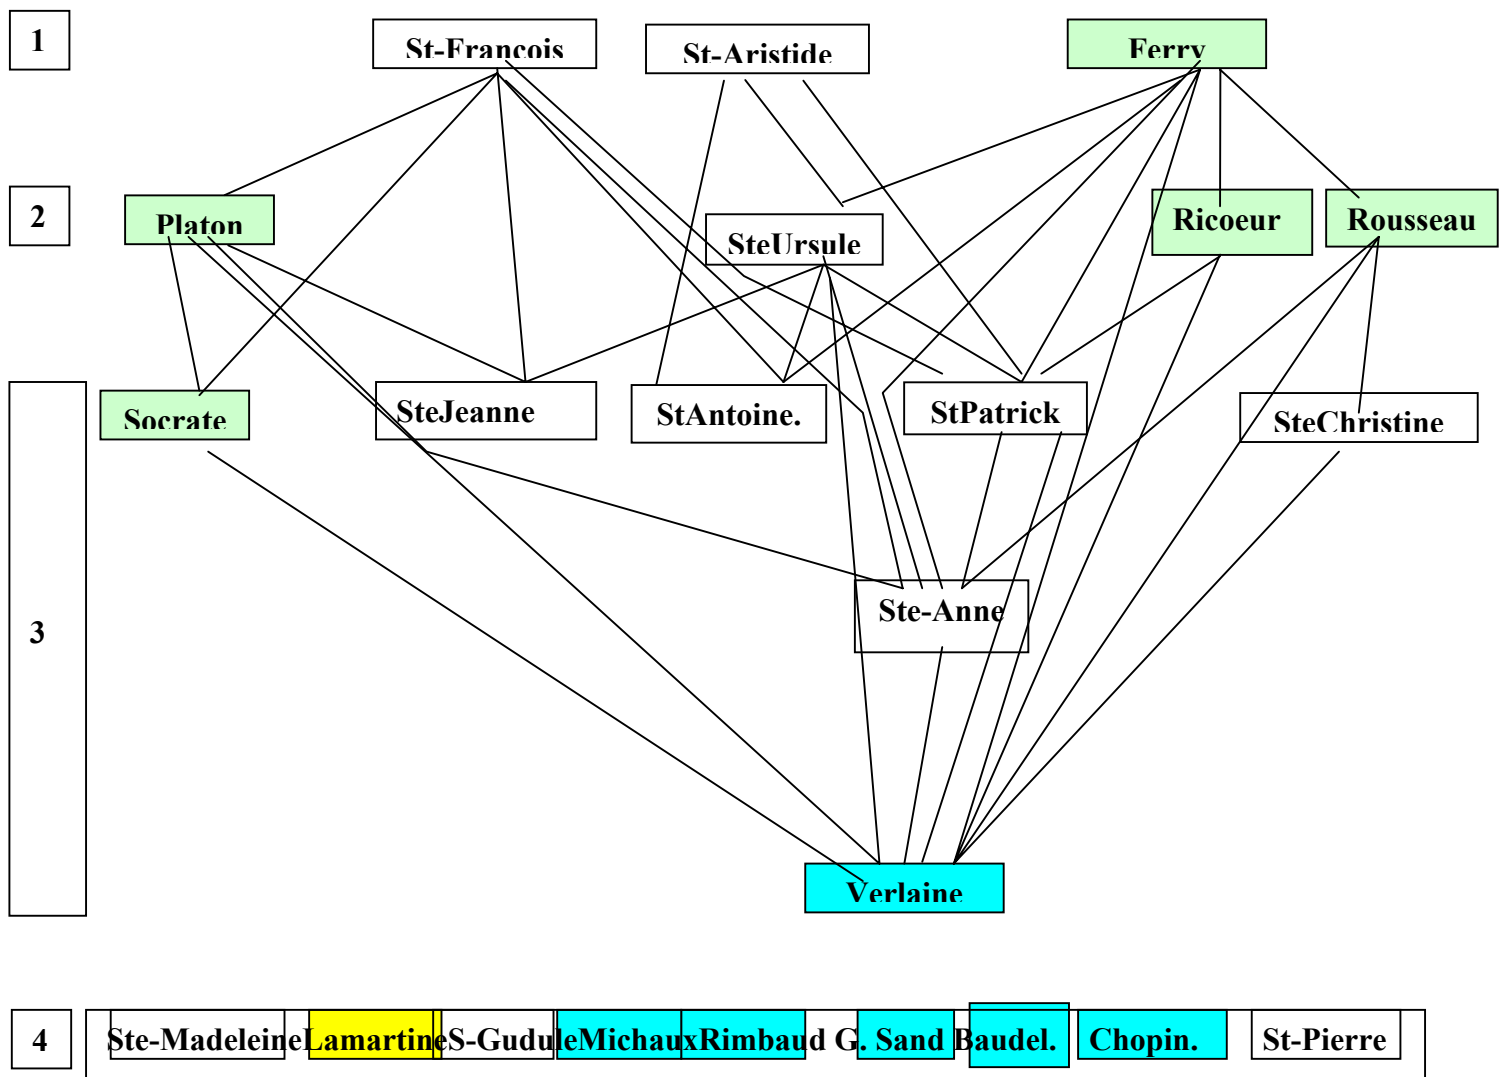 1 St-François St-Aristide Ferry
2 Platon SteUrsule Ricoeur Rousseau
Socrate SteJeanne StAntoine. StPatrick SteChristine
3 Ste-Anne
Verlaine
4 Ste-Madeleine Lamartine S-Gudule Michaux Rimbaud G. Sand Baudel. Chopin. St-Pierre